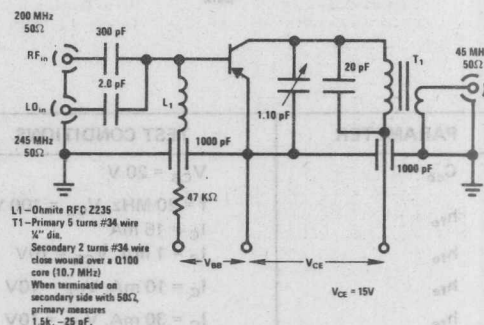 200 MHz
50Ω
RFin
300 pF
2.0 pF
LOin
245 MHz
50Ω
L1
1000 pF
47 KΩ
1.10 pF
20 pF
T1
45 MHz
50Ω
1000 pF
VBB
VCE
VCE = 15V
L1–Ohmite RFC Z235
T1–Primary 5 turns #34 wire
¼" dia.
Secondary 2 turns #34 wire
close wound over a Q100
core (10.7 MHz)
When terminated on
secondary side with 50Ω,
primary measures
1.5k, –25 pF.
PARAMETER
TEST CONDITIONS